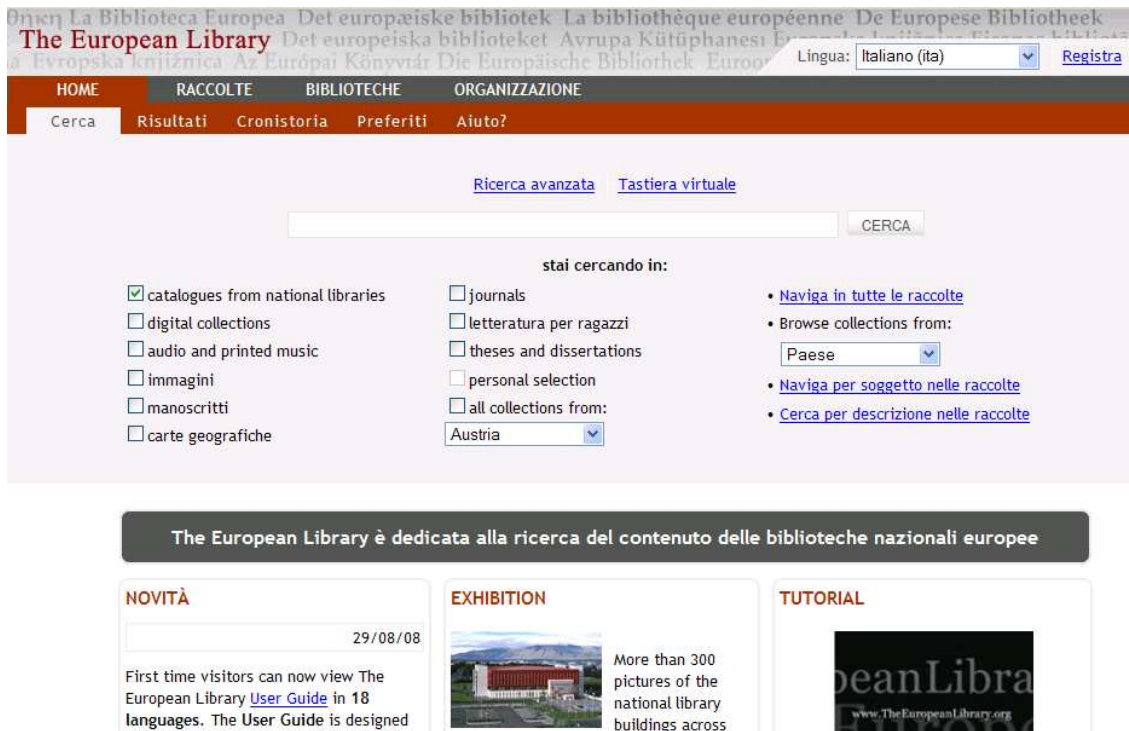 θηκη La Biblioteca Europea Det europæiske bibliotek La bibliothèque européenne De Europese Bibliotheek
The European Library Det europeiska biblioteket Avrupa Kütüphanesi
Evropska knjižnica Az Európai Könyvtár Die Europäische Bibliothek
Lingua: Italiano (ita) Registra
HOME RACCOLTE BIBLIOTECHE ORGANIZZAZIONE
Cerca Risultati Cronistoria Preferiti Aiuto?
Ricerca avanzata Tastiera virtuale
CERCA
stai cercando in:
catalogues from national libraries
digital collections
audio and printed music
immagini
manoscritti
carte geografiche
journals
letteratura per ragazzi
theses and dissertations
personal selection
all collections from:
Austria
• Naviga in tutte le raccolte
• Browse collections from:
Paese
• Naviga per soggetto nelle raccolte
• Cerca per descrizione nelle raccolte
The European Library è dedicata alla ricerca del contenuto delle biblioteche nazionali europee
NOVITÀ
29/08/08
First time visitors can now view The
European Library User Guide in 18
languages. The User Guide is designed
EXHIBITION
More than 300
pictures of the
national library
buildings across
TUTORIAL
peanLibra
www.TheEuropeanLibrary.org